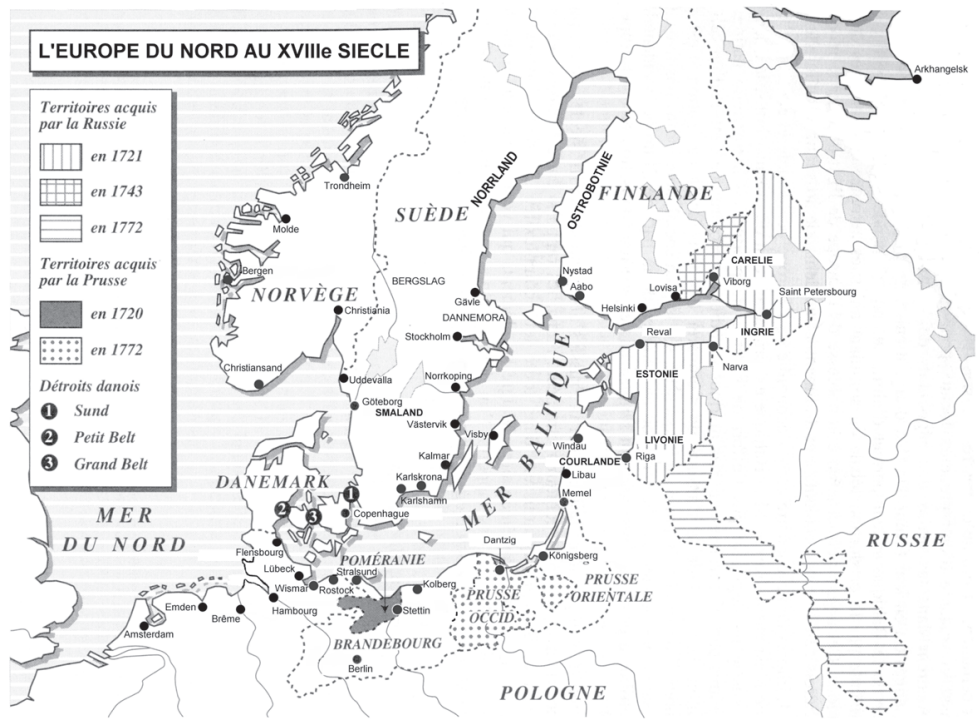 L'EUROPE DU NORD AU XVIIIe SIECLE
Territoires acquis
par la Russie
en 1721
en 1743
en 1772
Territoires acquis
par la Prusse
en 1720
en 1772
Détroits danois
1 Sund
2 Petit Belt
3 Grand Belt
Arkhangelsk
Trondheim
NORRLAND
OSTROBOTNIE
FINLANDE
SUÈDE
Molde
Bergen
CARELIE
Nystad
Aabo
Lovisa
Viborg
Saint Petersbourg
BERGSLAG
NORVÈGE
Gävle
Helsinki
Christiania
DANNEMORA
INGRIE
Stockholm
Reval
Narva
Christiansand
Uddevalla
Norrkoping
ESTONIE
Göteborg
SMALAND
Västervik
Visby
MER BALTIQUE
Windau
LIVONIE
Riga
COURLANDE
Kalmar
Libau
DANEMARK
Karlskrona
Karlshamn
Memel
1
2
3
Copenhague
MER
DU NORD
Dantzig
RUSSIE
Flensbourg
Königsberg
POMÉRANIE
Lübeck
Stralsund
Wismar
Rostock
Kolberg
PRUSSE
ORIENTALE
PRUSSE
OCCID.
Emden
Brême
Hambourg
Stettin
Amsterdam
BRANDEBOURG
Berlin
POLOGNE